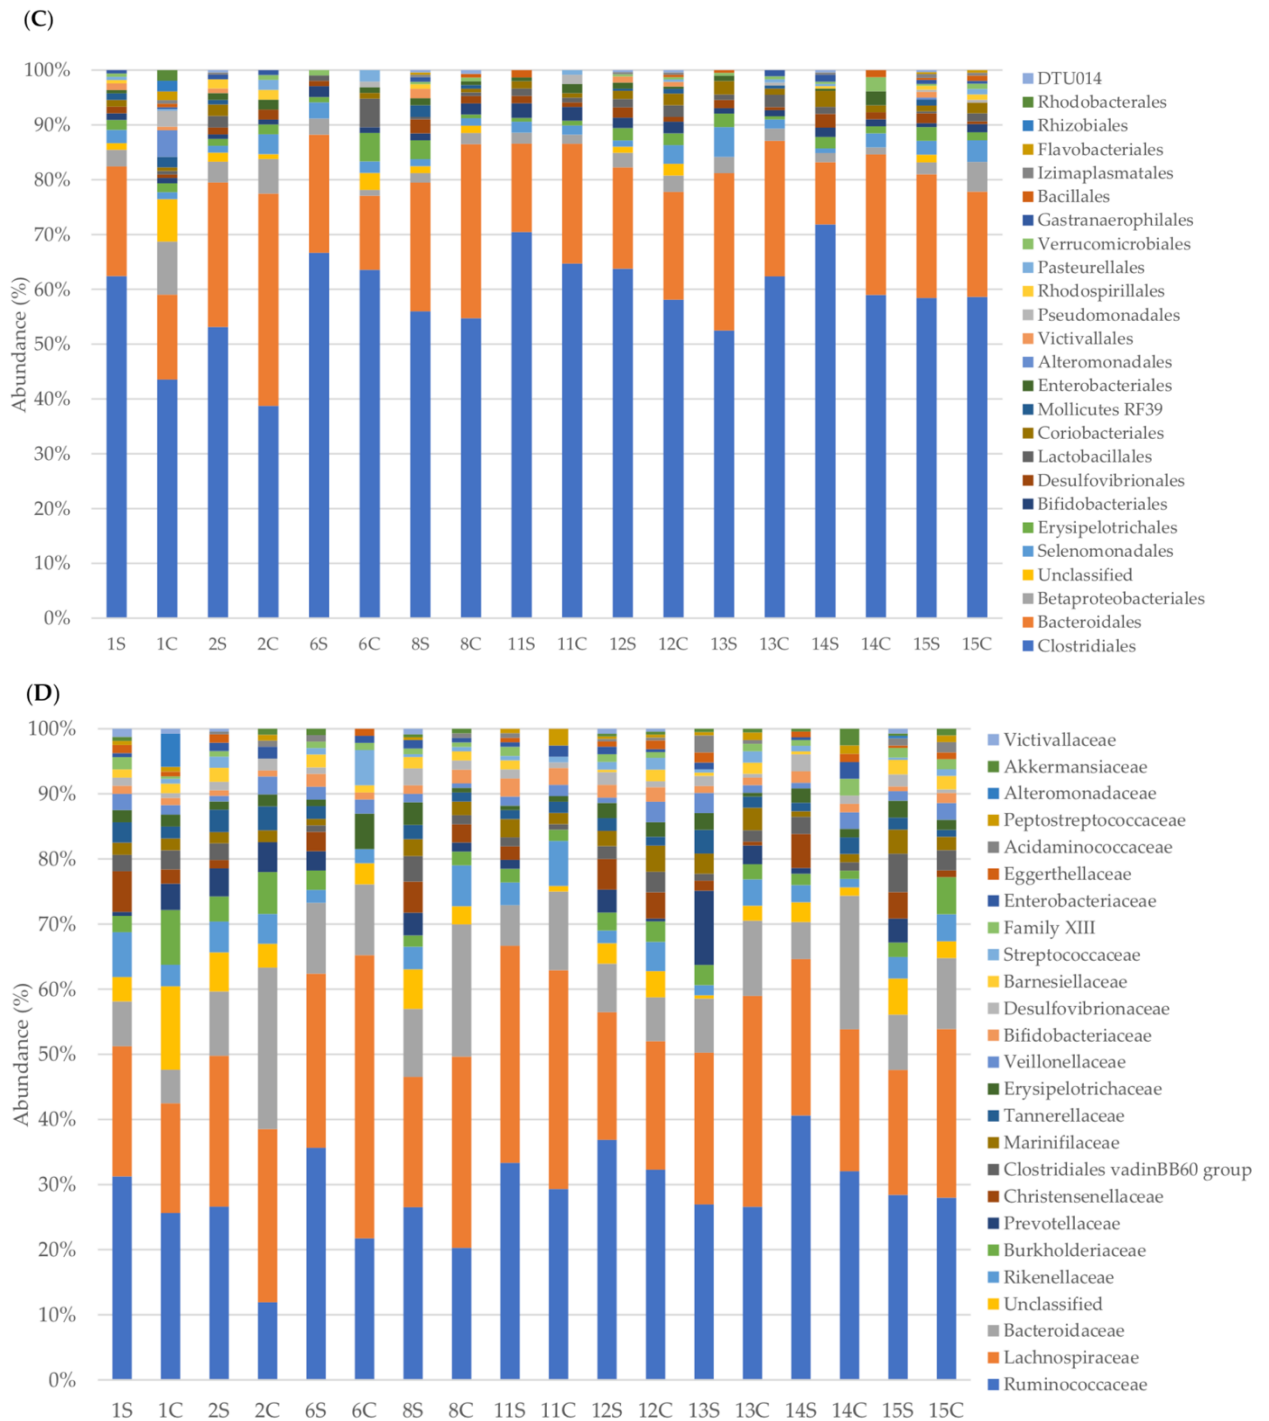 (C)
100%
90%
80%
70%
60%
50%
40%
30%
20%
10%
0%
Abundance (%)
1S 1C 2S 2C 6S 6C 8S 8C 11S 11C 12S 12C 13S 13C 14S 14C 15S 15C
DTU014
Rhodobacterales
Rhizobiales
Flavobacteriales
Izimaplasmatales
Bacillales
Gastranaerophilales
Verrucomicrobiales
Pasteurellales
Rhodospirillales
Pseudomonadales
Victivallales
Alteromonadales
Enterobacteriales
Mollicutes RF39
Coriobacteriales
Lactobacillales
Desulfovibrionales
Bifidobacteriales
Erysipelotrichales
Selenomonadales
Unclassified
Betaproteobacteriales
Bacteroidales
Clostridiales
(D)
100%
90%
80%
70%
60%
50%
40%
30%
20%
10%
0%
Abundance (%)
1S 1C 2S 2C 6S 6C 8S 8C 11S 11C 12S 12C 13S 13C 14S 14C 15S 15C
Victivallaceae
Akkermansiaceae
Alteromonadaceae
Peptostreptococcaceae
Acidaminococcaceae
Eggerthellaceae
Enterobacteriaceae
Family XIII
Streptococcaceae
Barnesiellaceae
Desulfovibrionaceae
Bifidobacteriaceae
Veillonellaceae
Erysipelotrichaceae
Tannerellaceae
Marinifilaceae
Clostridiales vadinBB60 group
Christensenellaceae
Prevotellaceae
Burkholderiaceae
Rikenellaceae
Unclassified
Bacteroidaceae
Lachnospiraceae
Ruminococcaceae